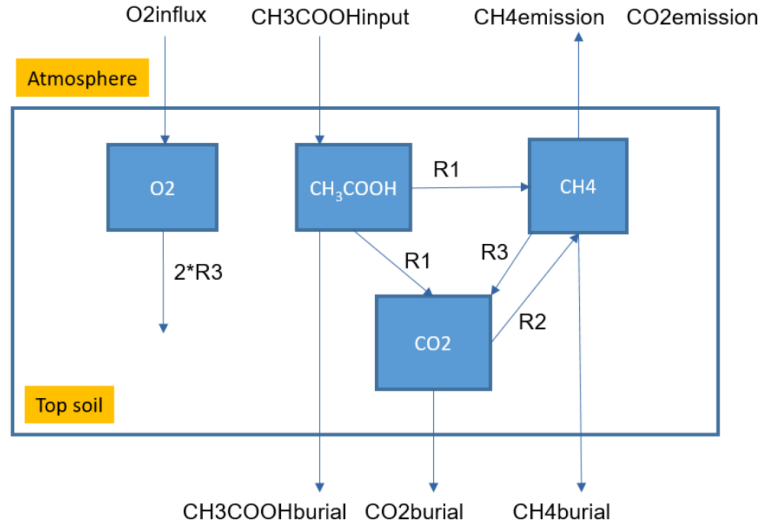 O2influx CH3COOHinput CH4emission CO2emission
Atmosphere
O2 CH₃COOH R1 CH4
2*R3 R1 R3
CO2 R2
Top soil
CH3COOHburial CO2burial CH4burial